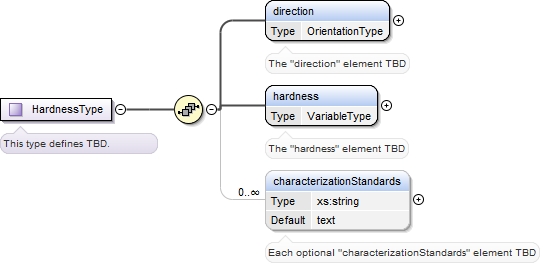 direction
Type OrientationType
The "direction" element TBD
HardnessType
This type defines TBD.
hardness
Type VariableType
The "hardness" element TBD
0..∞
characterizationStandards
Type xs:string
Default text
Each optional "characterizationStandards" element TBD